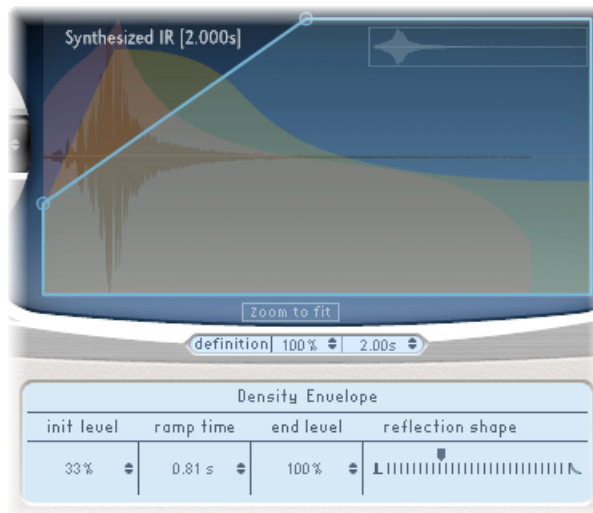 Synthesized IR [2.000s]
Zoom to fit
definition 100% 2.00s
Density Envelope
init level ramp time end level reflection shape
33% 0.81 s 100%